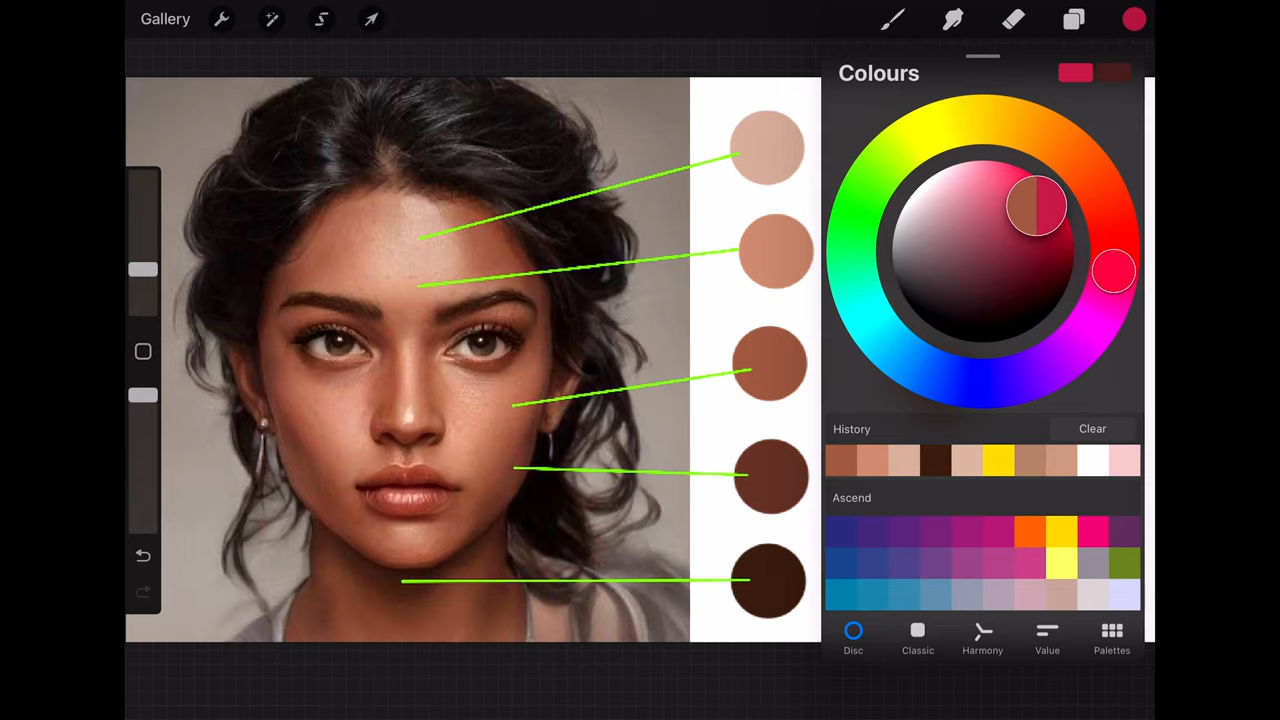 Gallery
Colours
History
Clear
Ascend
Disc
Classic
Harmony
Value
Palettes